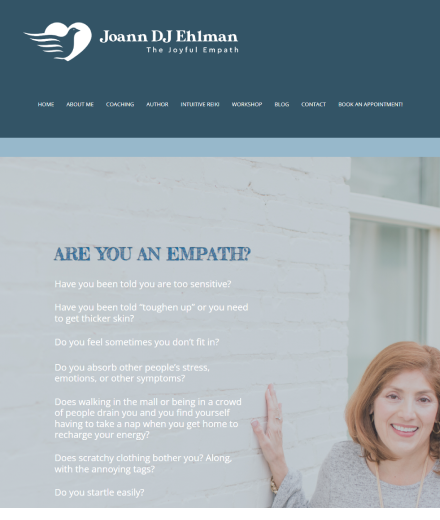 Joann DJ Ehlman
The Joyful Empath
HOME ABOUT ME COACHING AUTHOR INTUITIVE REIKI WORKSHOP BLOG CONTACT BOOK AN APPOINTMENT!
ARE YOU AN EMPATH?
Have you been told you are too sensitive?
Have you been told “toughen up” or you need
to get thicker skin?
Do you feel sometimes you don’t fit in?
Do you absorb other people’s stress,
emotions, or other symptoms?
Does walking in the mall or being in a crowd
of people drain you and you find yourself
having to take a nap when you get home to
recharge your energy?
Does scratchy clothing bother you? Along,
with the annoying tags?
Do you startle easily?